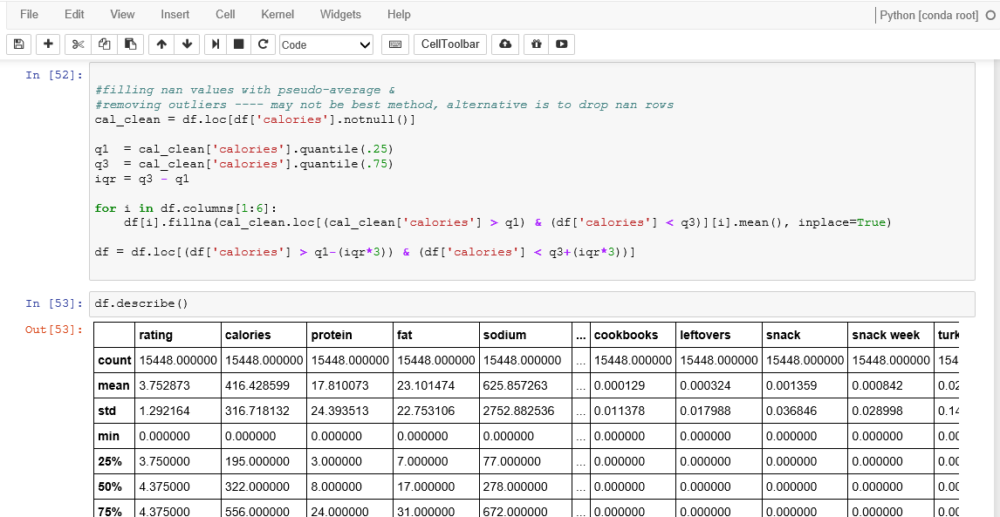 File Edit View Insert Cell Kernel Widgets Help Python [conda root]
Code CellToolbar
In [52]:
#filling nan values with pseudo-average &
#removing outliers ---- may not be best method, alternative is to drop nan rows
cal_clean = df.loc[df['calories'].notnull()]
q1  = cal_clean['calories'].quantile(.25)
q3  = cal_clean['calories'].quantile(.75)
iqr = q3 - q1
for i in df.columns[1:6]:
    df[i].fillna(cal_clean.loc[(cal_clean['calories'] > q1) & (df['calories'] < q3)][i].mean(), inplace=True)
df = df.loc[(df['calories'] > q1-(iqr*3)) & (df['calories'] < q3+(iqr*3))]
In [53]: df.describe()
Out[53]:
rating calories protein fat sodium ... cookbooks leftovers snack snack week turk
count 15448.000000 15448.000000 15448.000000 15448.000000 15448.000000 ... 15448.000000 15448.000000 15448.000000 15448.000000 154
mean 3.752873 416.428599 17.810073 23.101474 625.857263 ... 0.000129 0.000324 0.001359 0.000842 0.02
std 1.292164 316.718132 24.393513 22.753106 2752.882536 ... 0.011378 0.017988 0.036846 0.028998 0.14
min 0.000000 0.000000 0.000000 0.000000 0.000000 ... 0.000000 0.000000 0.000000 0.000000 0.00
25% 3.750000 195.000000 3.000000 7.000000 77.000000 ... 0.000000 0.000000 0.000000 0.000000 0.00
50% 4.375000 322.000000 8.000000 17.000000 278.000000 ... 0.000000 0.000000 0.000000 0.000000 0.00
75% 4.375000 556.000000 24.000000 31.000000 672.000000 ... 0.000000 0.000000 0.000000 0.000000 0.00